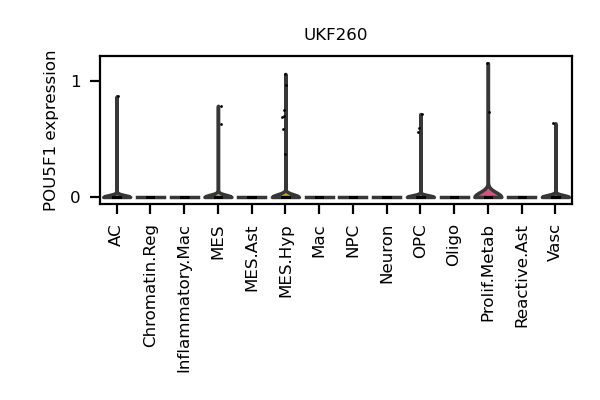 UKF260
POU5F1 expression
1
0
AC
Chromatin.Reg
Inflammatory.Mac
MES
MES.Ast
MES.Hyp
Mac
NPC
Neuron
OPC
Oligo
Prolif.Metab
Reactive.Ast
Vasc